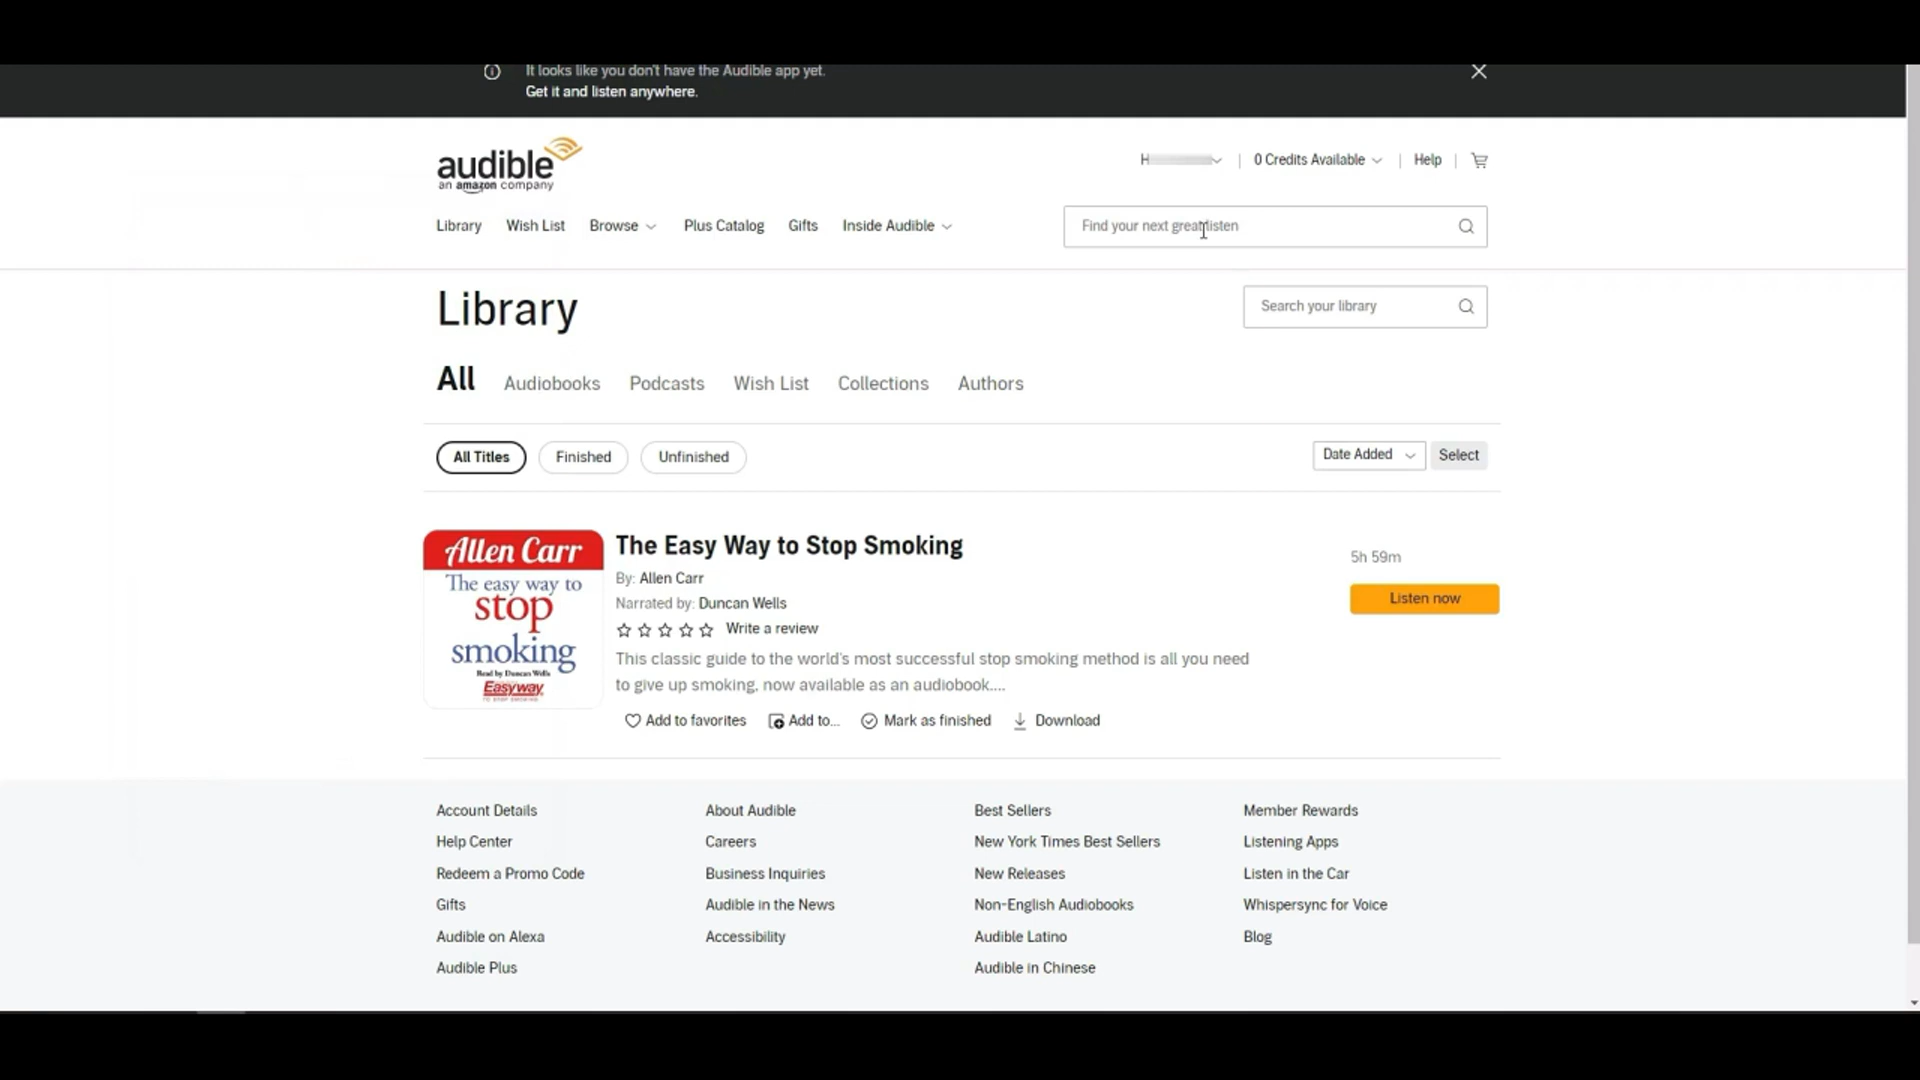 It looks like you don't have the Audible app yet.
Get it and listen anywhere.
audible
an amazon company
H
0 Credits Available
Help
Library
Wish List
Browse
Plus Catalog
Gifts
Inside Audible
Find your next great listen
Library
Search your library
All
Audiobooks
Podcasts
Wish List
Collections
Authors
All Titles
Finished
Unfinished
Date Added
Select
Allen Carr
The easy way to
stop
smoking
Read by Duncan Wells
Easyway
TO STOP SMOKING
The Easy Way to Stop Smoking
By: Allen Carr
Narrated by: Duncan Wells
Write a review
This classic guide to the world's most successful stop smoking method is all you need
to give up smoking, now available as an audiobook....
Add to favorites
Add to...
Mark as finished
Download
5h 59m
Listen now
Account Details
Help Center
Redeem a Promo Code
Gifts
Audible on Alexa
Audible Plus
About Audible
Careers
Business Inquiries
Audible in the News
Accessibility
Best Sellers
New York Times Best Sellers
New Releases
Non-English Audiobooks
Audible Latino
Audible in Chinese
Member Rewards
Listening Apps
Listen in the Car
Whispersync for Voice
Blog